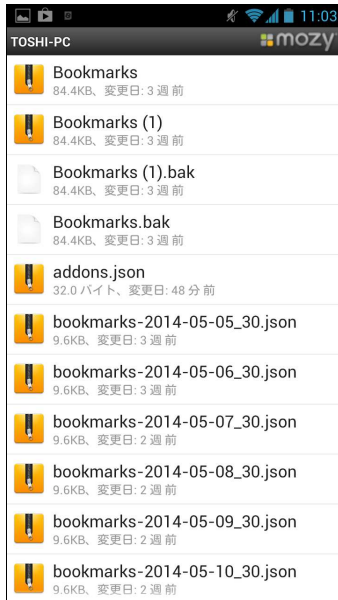 11:03
TOSHI-PC mozy
Bookmarks
84.4KB、変更日: 3 週 前
Bookmarks (1)
84.4KB、変更日: 3 週 前
Bookmarks (1).bak
84.4KB、変更日: 3 週 前
Bookmarks.bak
84.4KB、変更日: 3 週 前
addons.json
32.0 バイト、変更日: 48 分 前
bookmarks-2014-05-05_30.json
9.6KB、変更日: 3 週 前
bookmarks-2014-05-06_30.json
9.6KB、変更日: 3 週 前
bookmarks-2014-05-07_30.json
9.6KB、変更日: 2 週 前
bookmarks-2014-05-08_30.json
9.6KB、変更日: 2 週 前
bookmarks-2014-05-09_30.json
9.6KB、変更日: 2 週 前
bookmarks-2014-05-10_30.json
9.6KB、変更日: 2 週 前